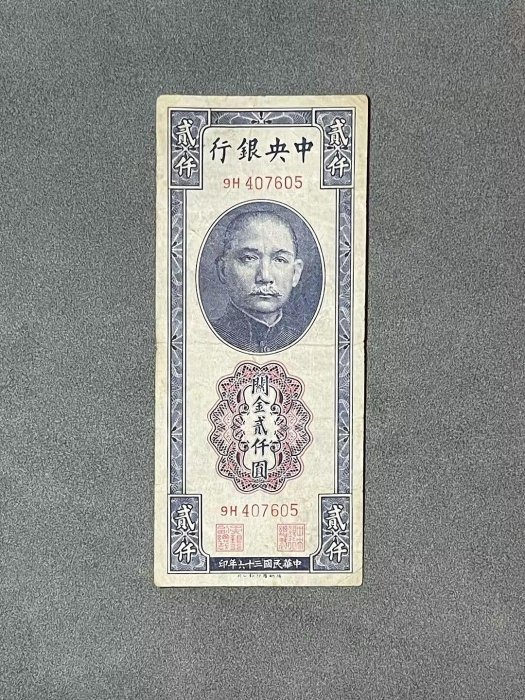 貳仟
貳仟
行銀央中
9H 407605
關金貳仟圓
9H 407605
貳仟
貳仟
印年六十三國民華中